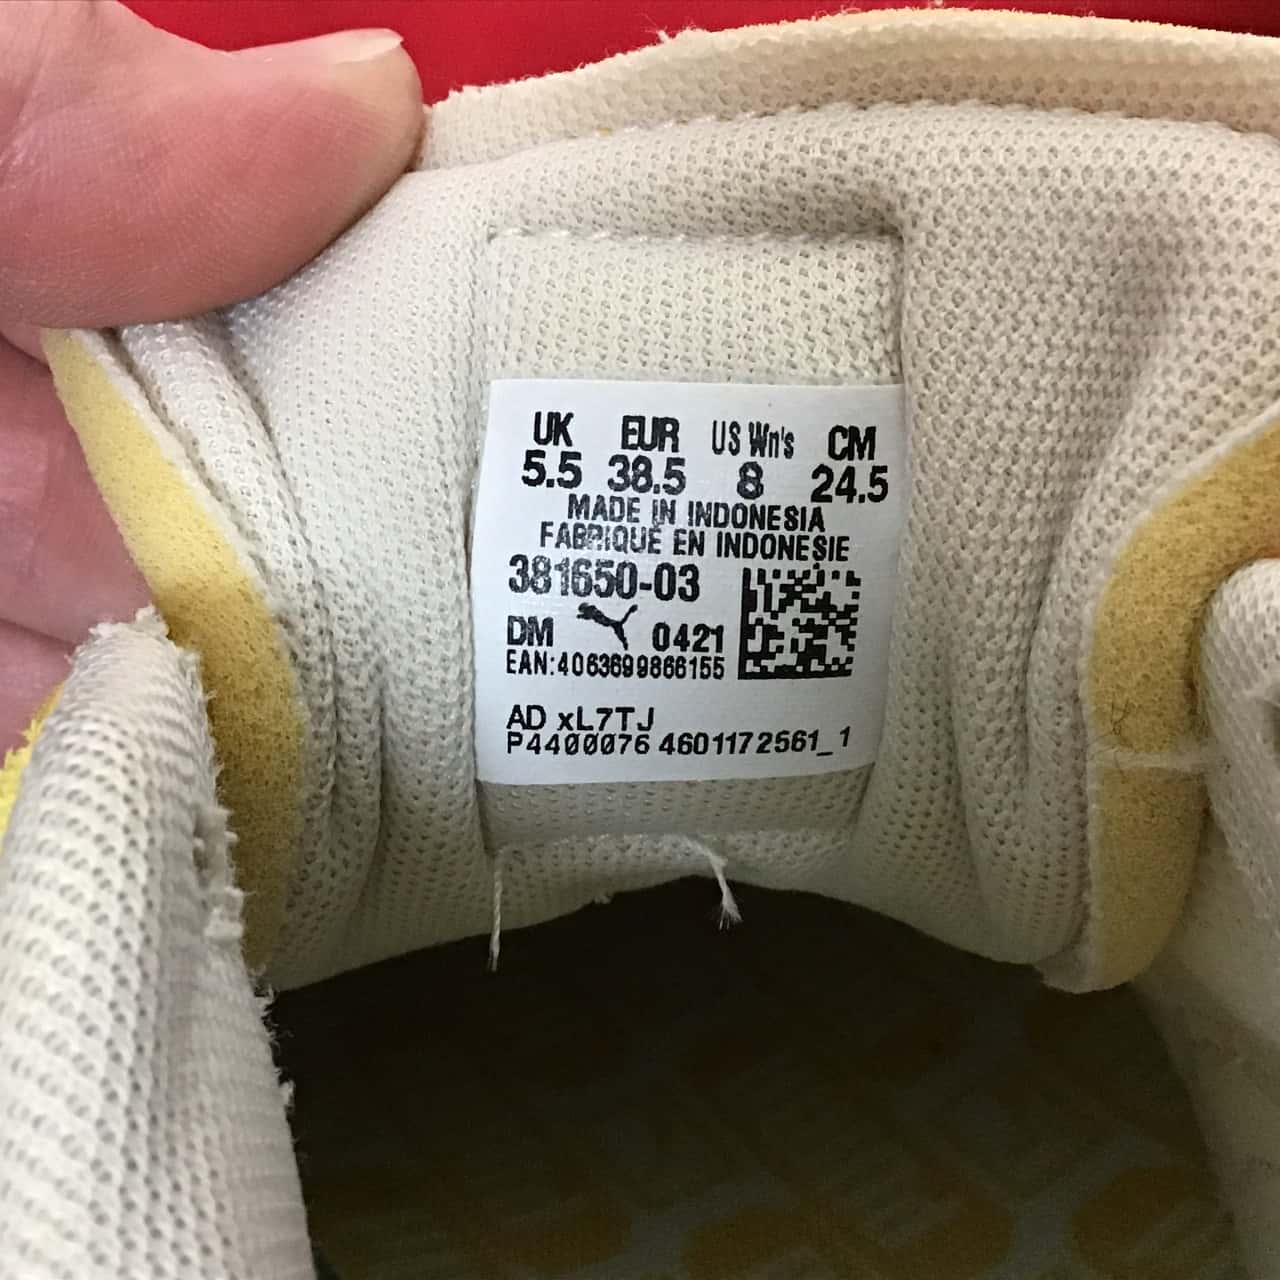 UK EUR US Wn's CM
5.5 38.5 8 24.5
MADE IN INDONESIA
FABRIQUE EN INDONESIE
381650-03
DM 0421
EAN:4063699866155
AD xL7TJ
P4400076 4601172561_1